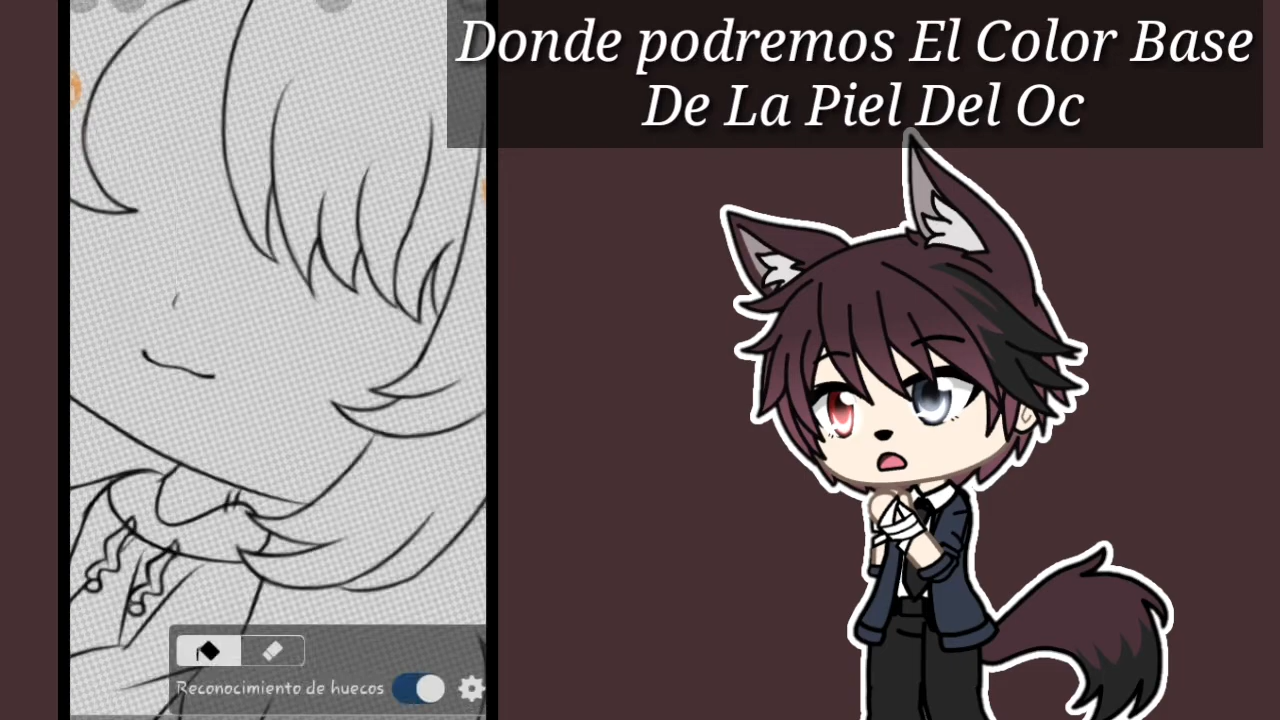 Donde podremos El Color Base
De La Piel Del Oc
Reconocimiento de huecos